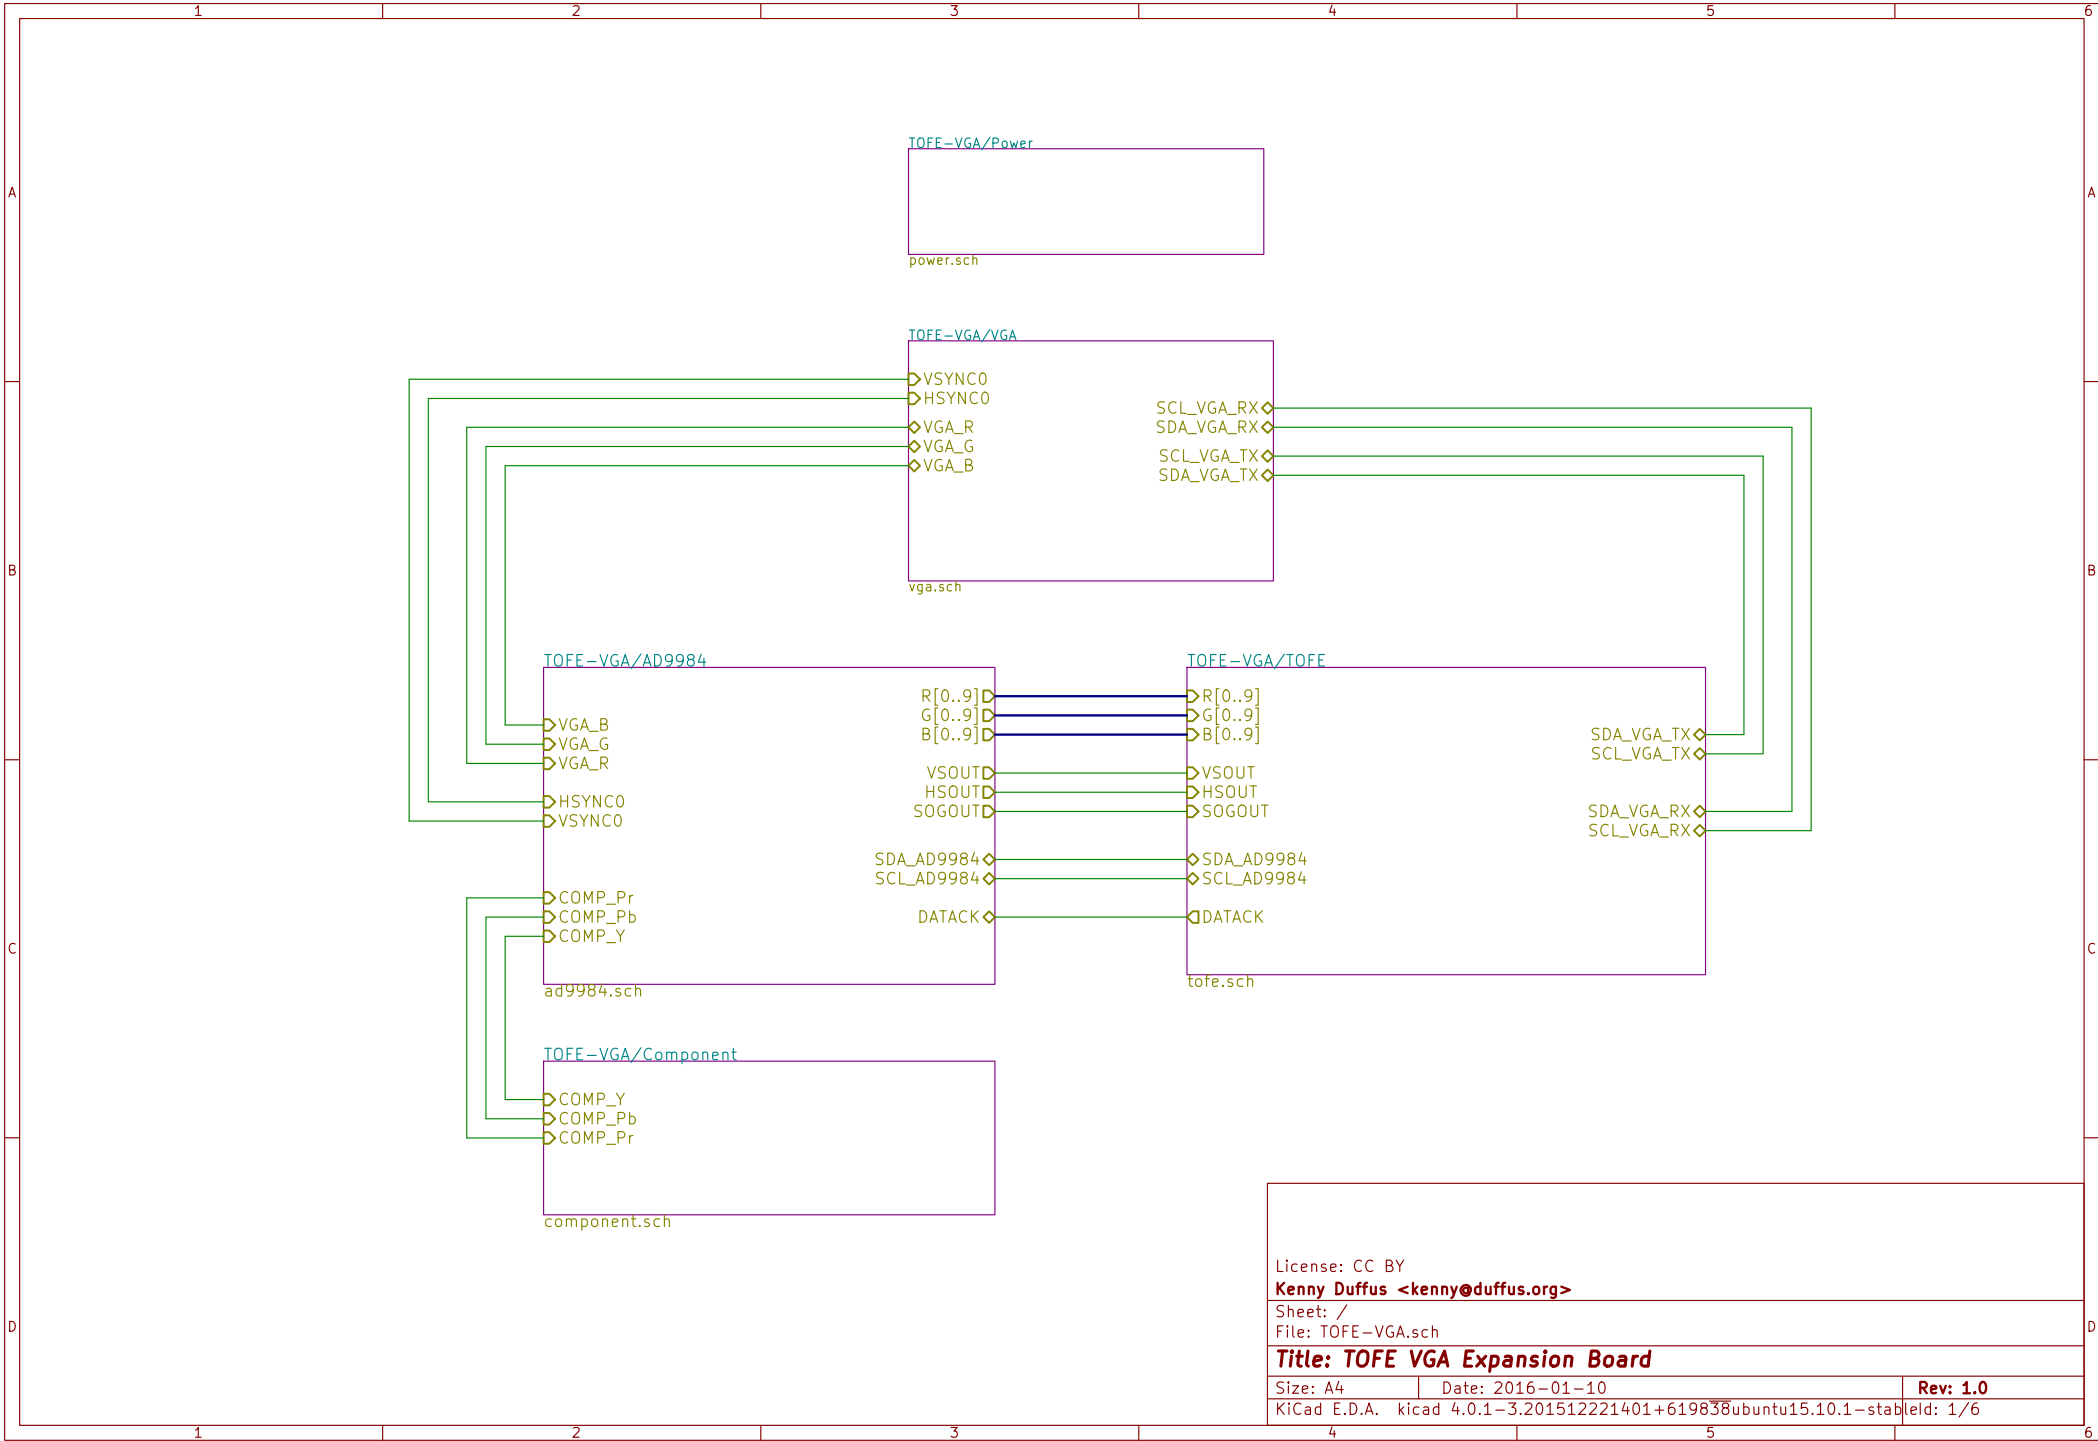 1 2 3 4 5 6
A A
TOFE-VGA/Power
power.sch
TOFE-VGA/VGA
VSYNC0
HSYNC0
VGA_R
VGA_G
VGA_B
SCL_VGA_RX
SDA_VGA_RX
SCL_VGA_TX
SDA_VGA_TX
vga.sch
B B
TOFE-VGA/AD9984
VGA_B
VGA_G
VGA_R
HSYNC0
VSYNC0
COMP_Pr
COMP_Pb
COMP_Y
R[0..9]
G[0..9]
B[0..9]
VSOUT
HSOUT
SOGOUT
SDA_AD9984
SCL_AD9984
DATACK
ad9984.sch
TOFE-VGA/TOFE
R[0..9]
G[0..9]
B[0..9]
VSOUT
HSOUT
SOGOUT
SDA_AD9984
SCL_AD9984
DATACK
SDA_VGA_TX
SCL_VGA_TX
SDA_VGA_RX
SCL_VGA_RX
tofe.sch
C C
TOFE-VGA/Component
COMP_Y
COMP_Pb
COMP_Pr
component.sch
D D
License: CC BY
Kenny Duffus <kenny@duffus.org>
Sheet: /
File: TOFE-VGA.sch
Title: TOFE VGA Expansion Board
Size: A4 Date: 2016-01-10 Rev: 1.0
KiCad E.D.A. kicad 4.0.1-3.201512221401+619838ubuntu15.10.1-stable Id: 1/6
1 2 3 4 5 6